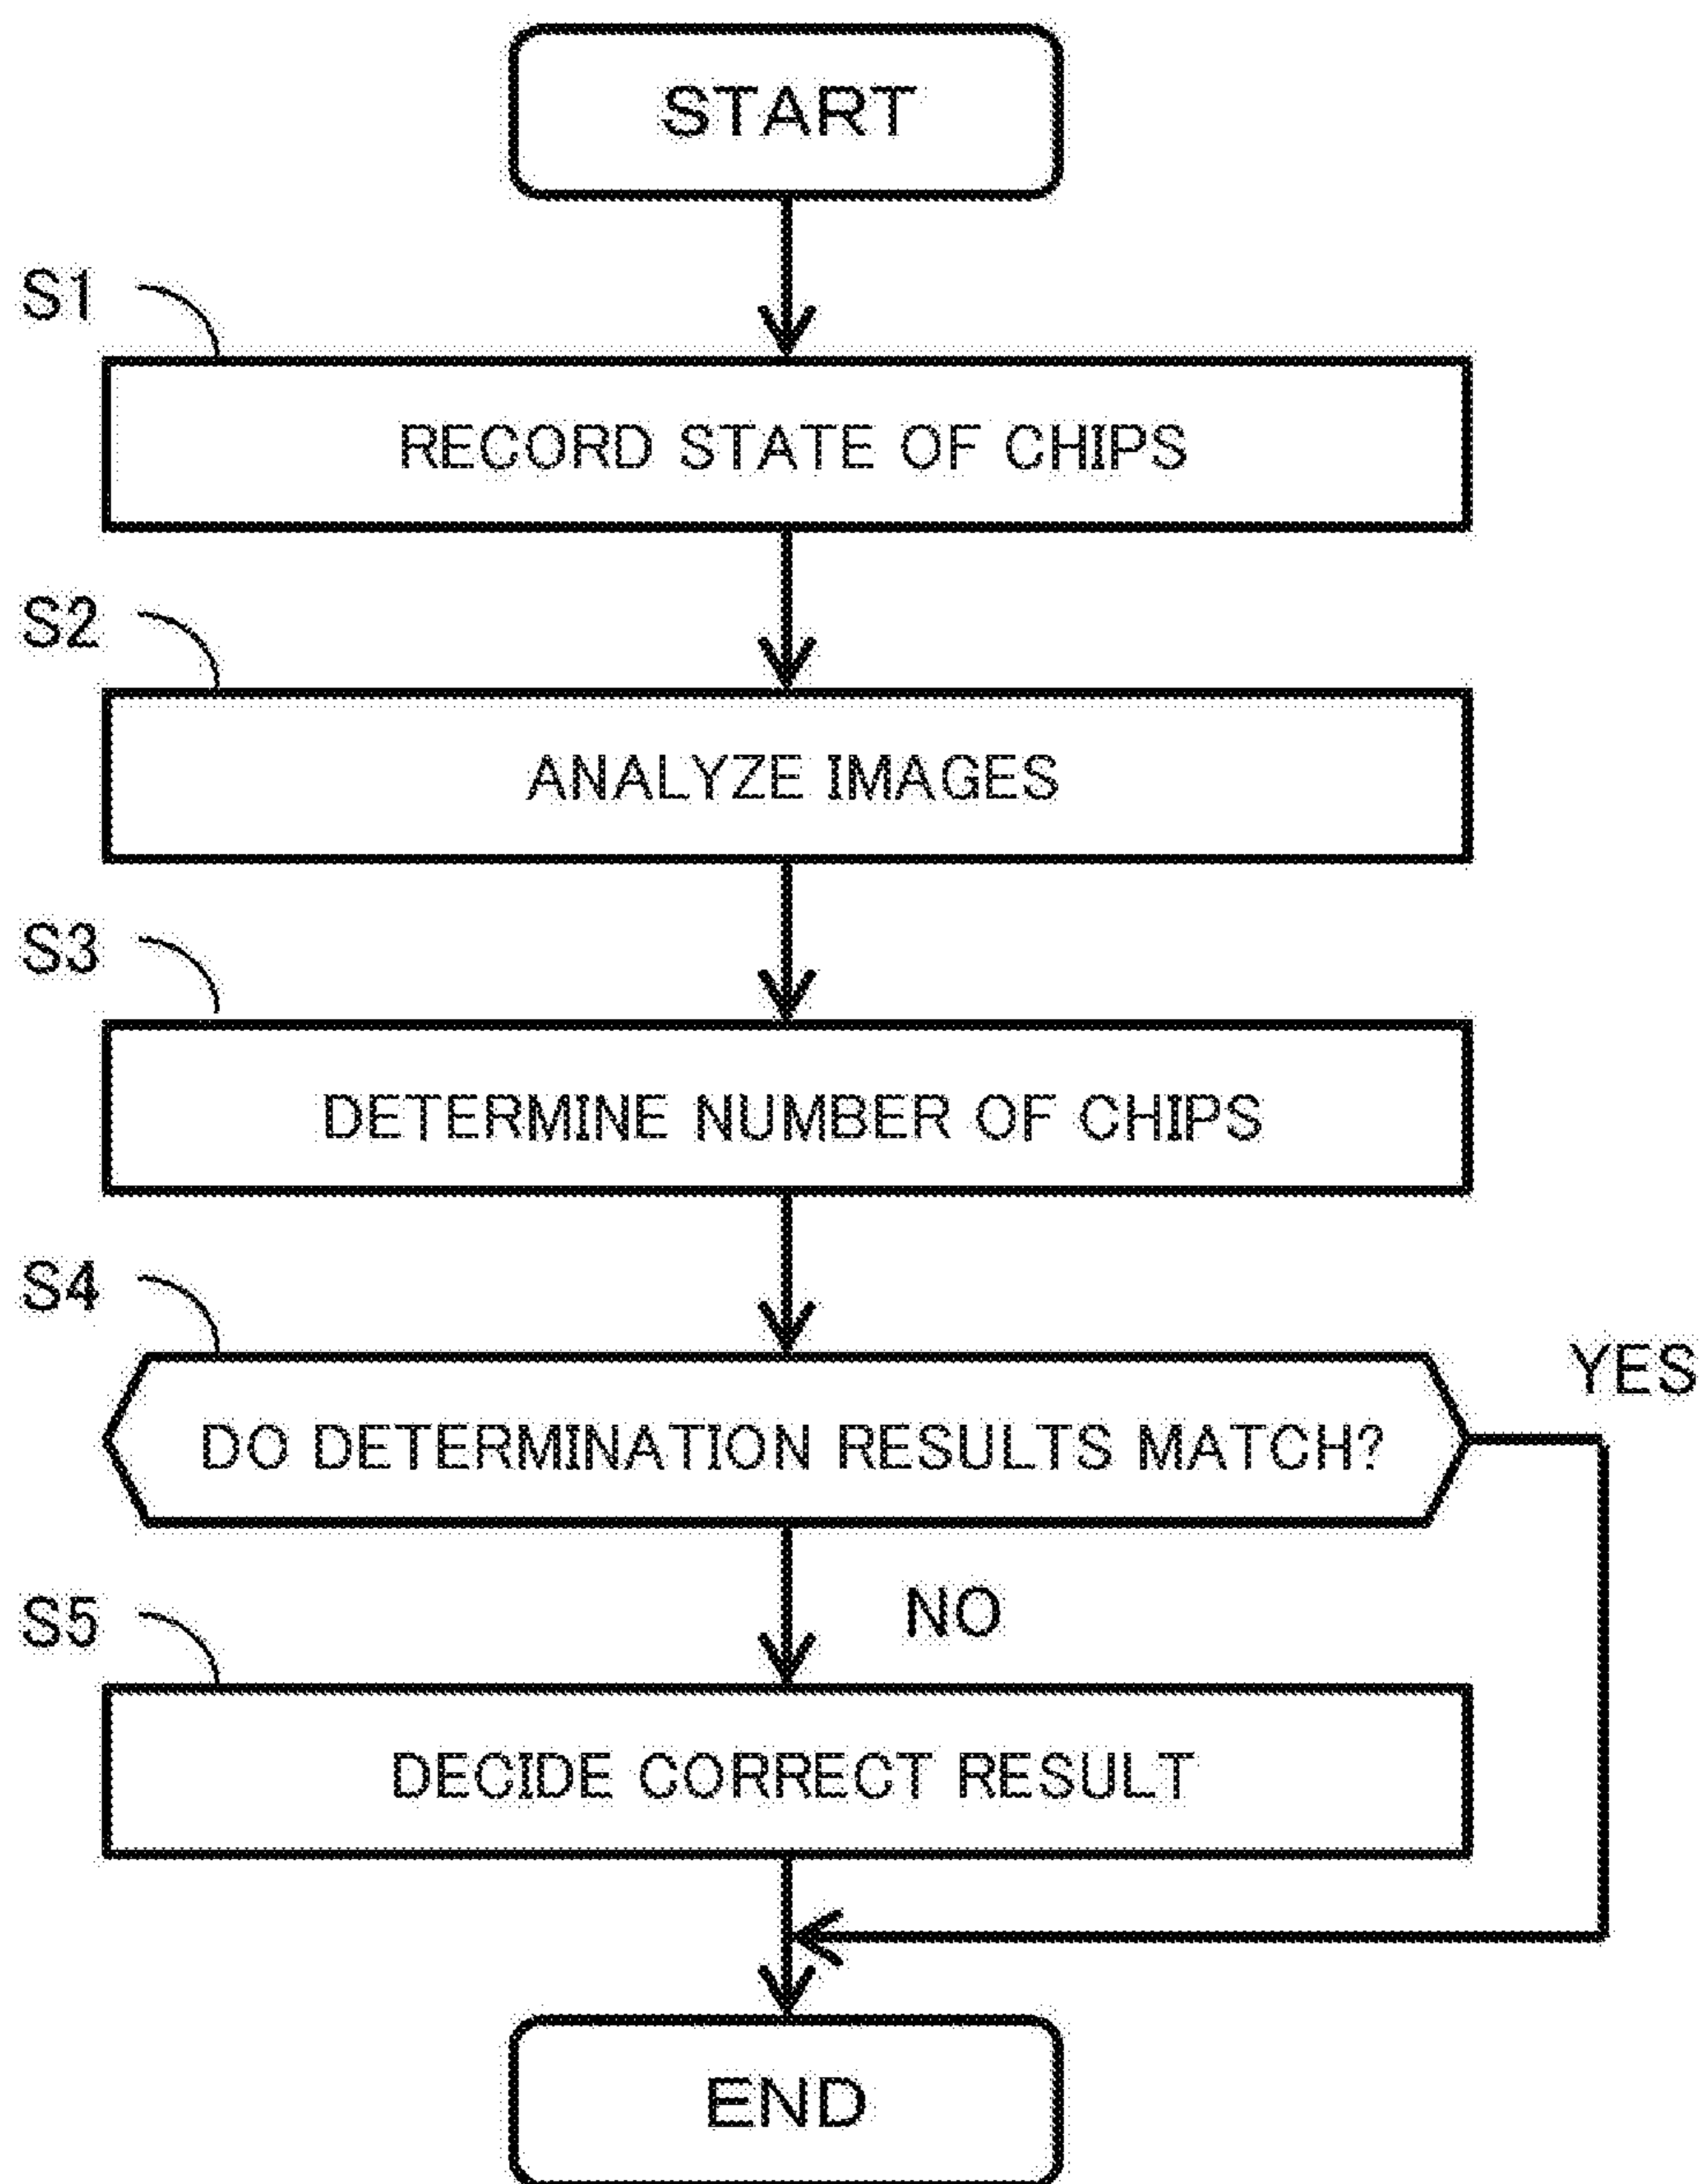 START
S1
RECORD STATE OF CHIPS
S2
ANALYZE IMAGES
S3
DETERMINE NUMBER OF CHIPS
S4
YES
DO DETERMINATION RESULTS MATCH?
NO
S5
DECIDE CORRECT RESULT
END